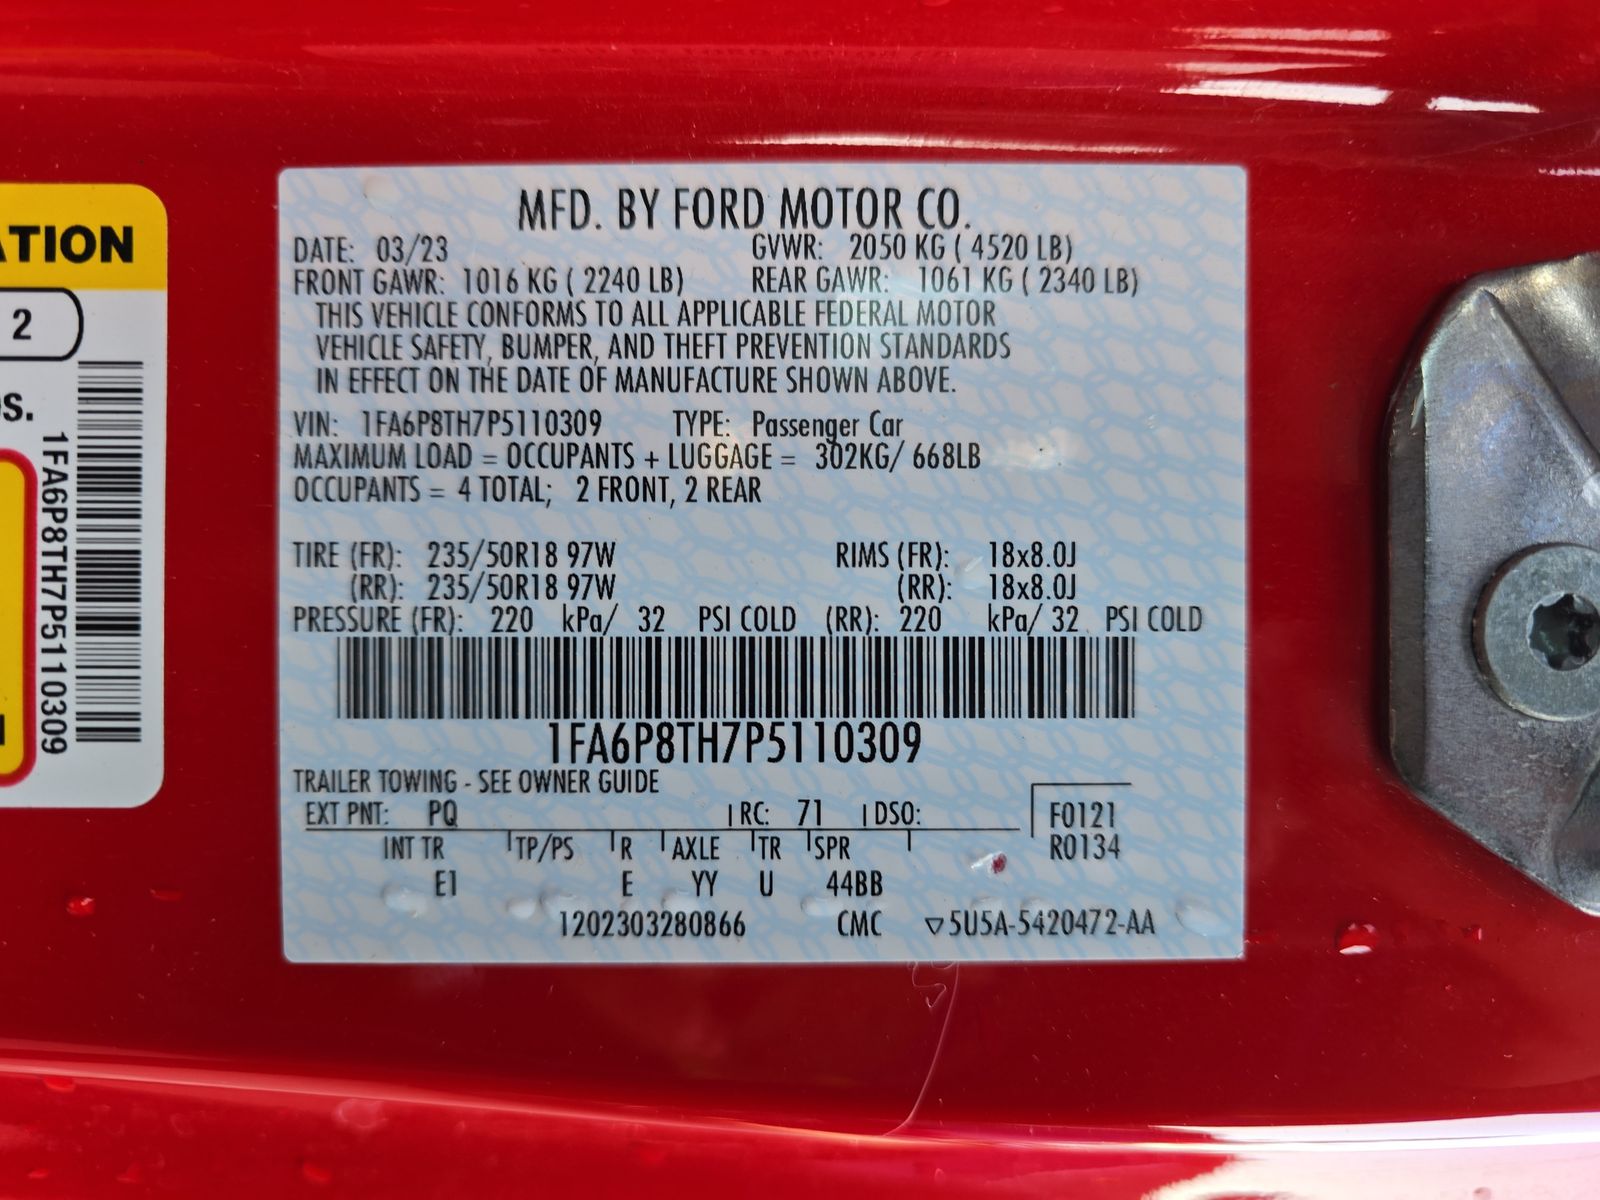 ATION
2
S.
1FA6P8TH7P5110309
MFD. BY FORD MOTOR CO.
DATE: 03/23 GVWR: 2050 KG ( 4520 LB)
FRONT GAWR: 1016 KG ( 2240 LB) REAR GAWR: 1061 KG ( 2340 LB)
THIS VEHICLE CONFORMS TO ALL APPLICABLE FEDERAL MOTOR
VEHICLE SAFETY, BUMPER, AND THEFT PREVENTION STANDARDS
IN EFFECT ON THE DATE OF MANUFACTURE SHOWN ABOVE.
VIN: 1FA6P8TH7P5110309 TYPE: Passenger Car
MAXIMUM LOAD = OCCUPANTS + LUGGAGE = 302KG/ 668LB
OCCUPANTS = 4 TOTAL; 2 FRONT, 2 REAR
TIRE (FR): 235/50R18 97W RIMS (FR): 18x8.0J
(RR): 235/50R18 97W (RR): 18x8.0J
PRESSURE (FR): 220 kPa/ 32 PSI COLD (RR): 220 kPa/ 32 PSI COLD
1FA6P8TH7P5110309
TRAILER TOWING - SEE OWNER GUIDE
EXT PNT: PQ RC: 71 DSO: F0121
INT TR TP/PS R AXLE TR SPR R0134
E1 E YY U 44BB
1202303280866 CMC ▽5U5A-5420472-AA